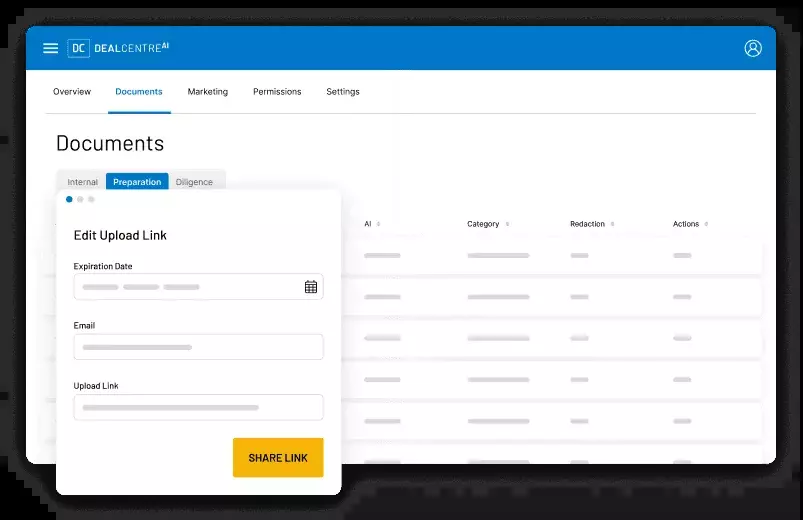 DC DEALCENTRE AI
Overview Documents Marketing Permissions Settings
Documents
Internal Preparation Diligence
AI Category Redaction Actions
Edit Upload Link
Expiration Date
Email
Upload Link
SHARE LINK